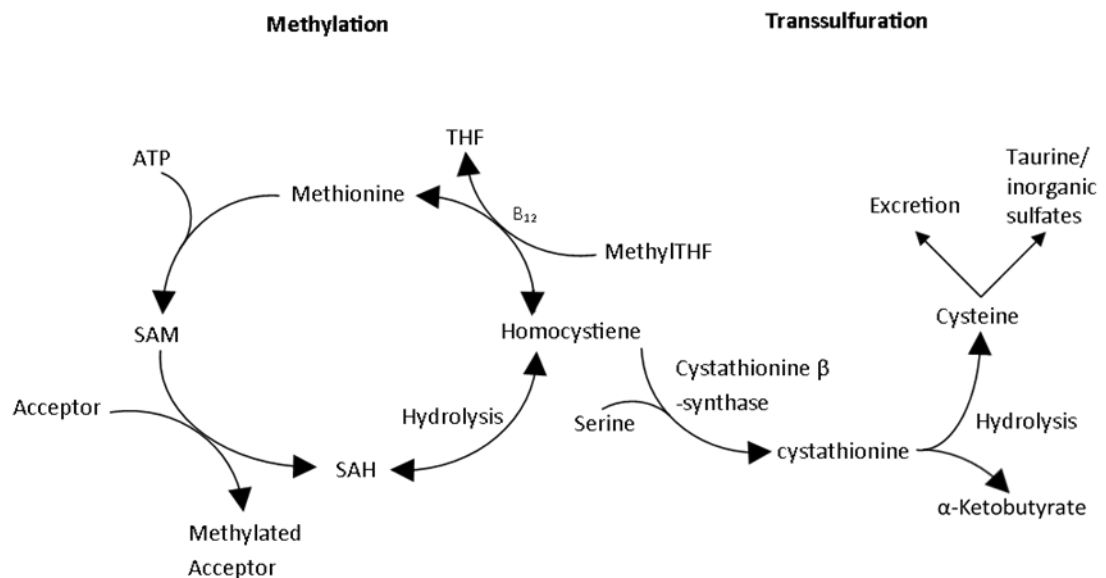 Methylation
Transsulfuration
THF
ATP
Methionine
B₁₂
MethylTHF
SAM
Homocystiene
Acceptor
Hydrolysis
SAH
Methylated
Acceptor
Cystathionine β
-synthase
Serine
cystathionine
Excretion
Taurine/
inorganic
sulfates
Cysteine
Hydrolysis
α-Ketobutyrate